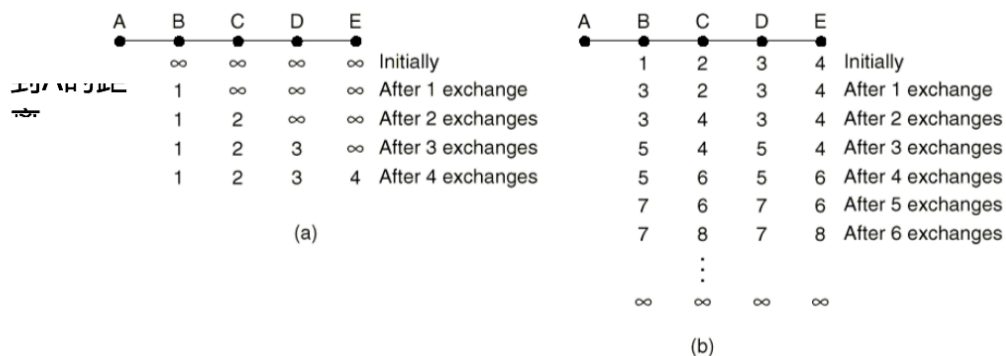 A B C D E
∞ ∞ ∞ ∞ Initially
1 ∞ ∞ ∞ After 1 exchange
1 2 ∞ ∞ After 2 exchanges
1 2 3 ∞ After 3 exchanges
1 2 3 4 After 4 exchanges
(a)
A B C D E
1 2 3 4 Initially
3 2 3 4 After 1 exchange
3 4 3 4 After 2 exchanges
5 4 5 4 After 3 exchanges
5 6 5 6 After 4 exchanges
7 6 7 6 After 5 exchanges
7 8 7 8 After 6 exchanges
⋮
∞ ∞ ∞ ∞
(b)